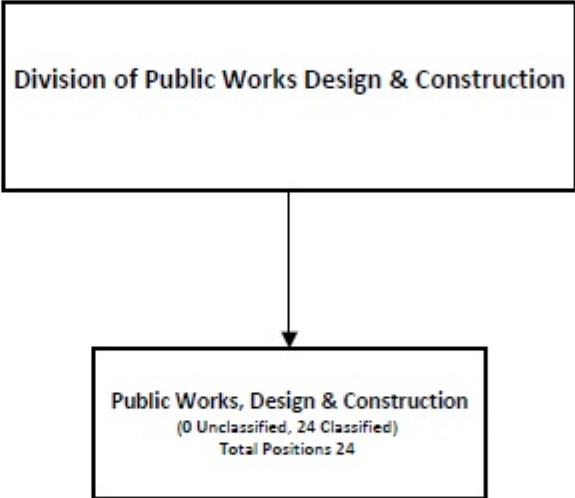 Division of Public Works Design & Construction
Public Works, Design & Construction
(0 Unclassified, 24 Classified)
Total Positions 24